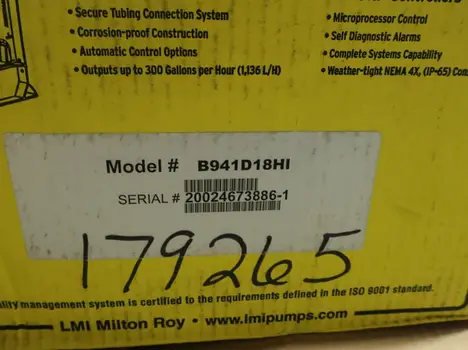 • Secure Tubing Connection System
• Corrosion-proof Construction
• Automatic Control Options
• Outputs up to 300 Gallons per Hour (1,136 L/H)
• Microprocessor Control
• Self Diagnostic Alarms
• Complete Systems Capability
• Weather-tight NEMA 4X, (IP-65)
Model # B941D18HI
SERIAL # 20024673886-1
179265
management system is certified to the requirements defined in the ISO 9001 standard.
LMI Milton Roy • www.lmipumps.com